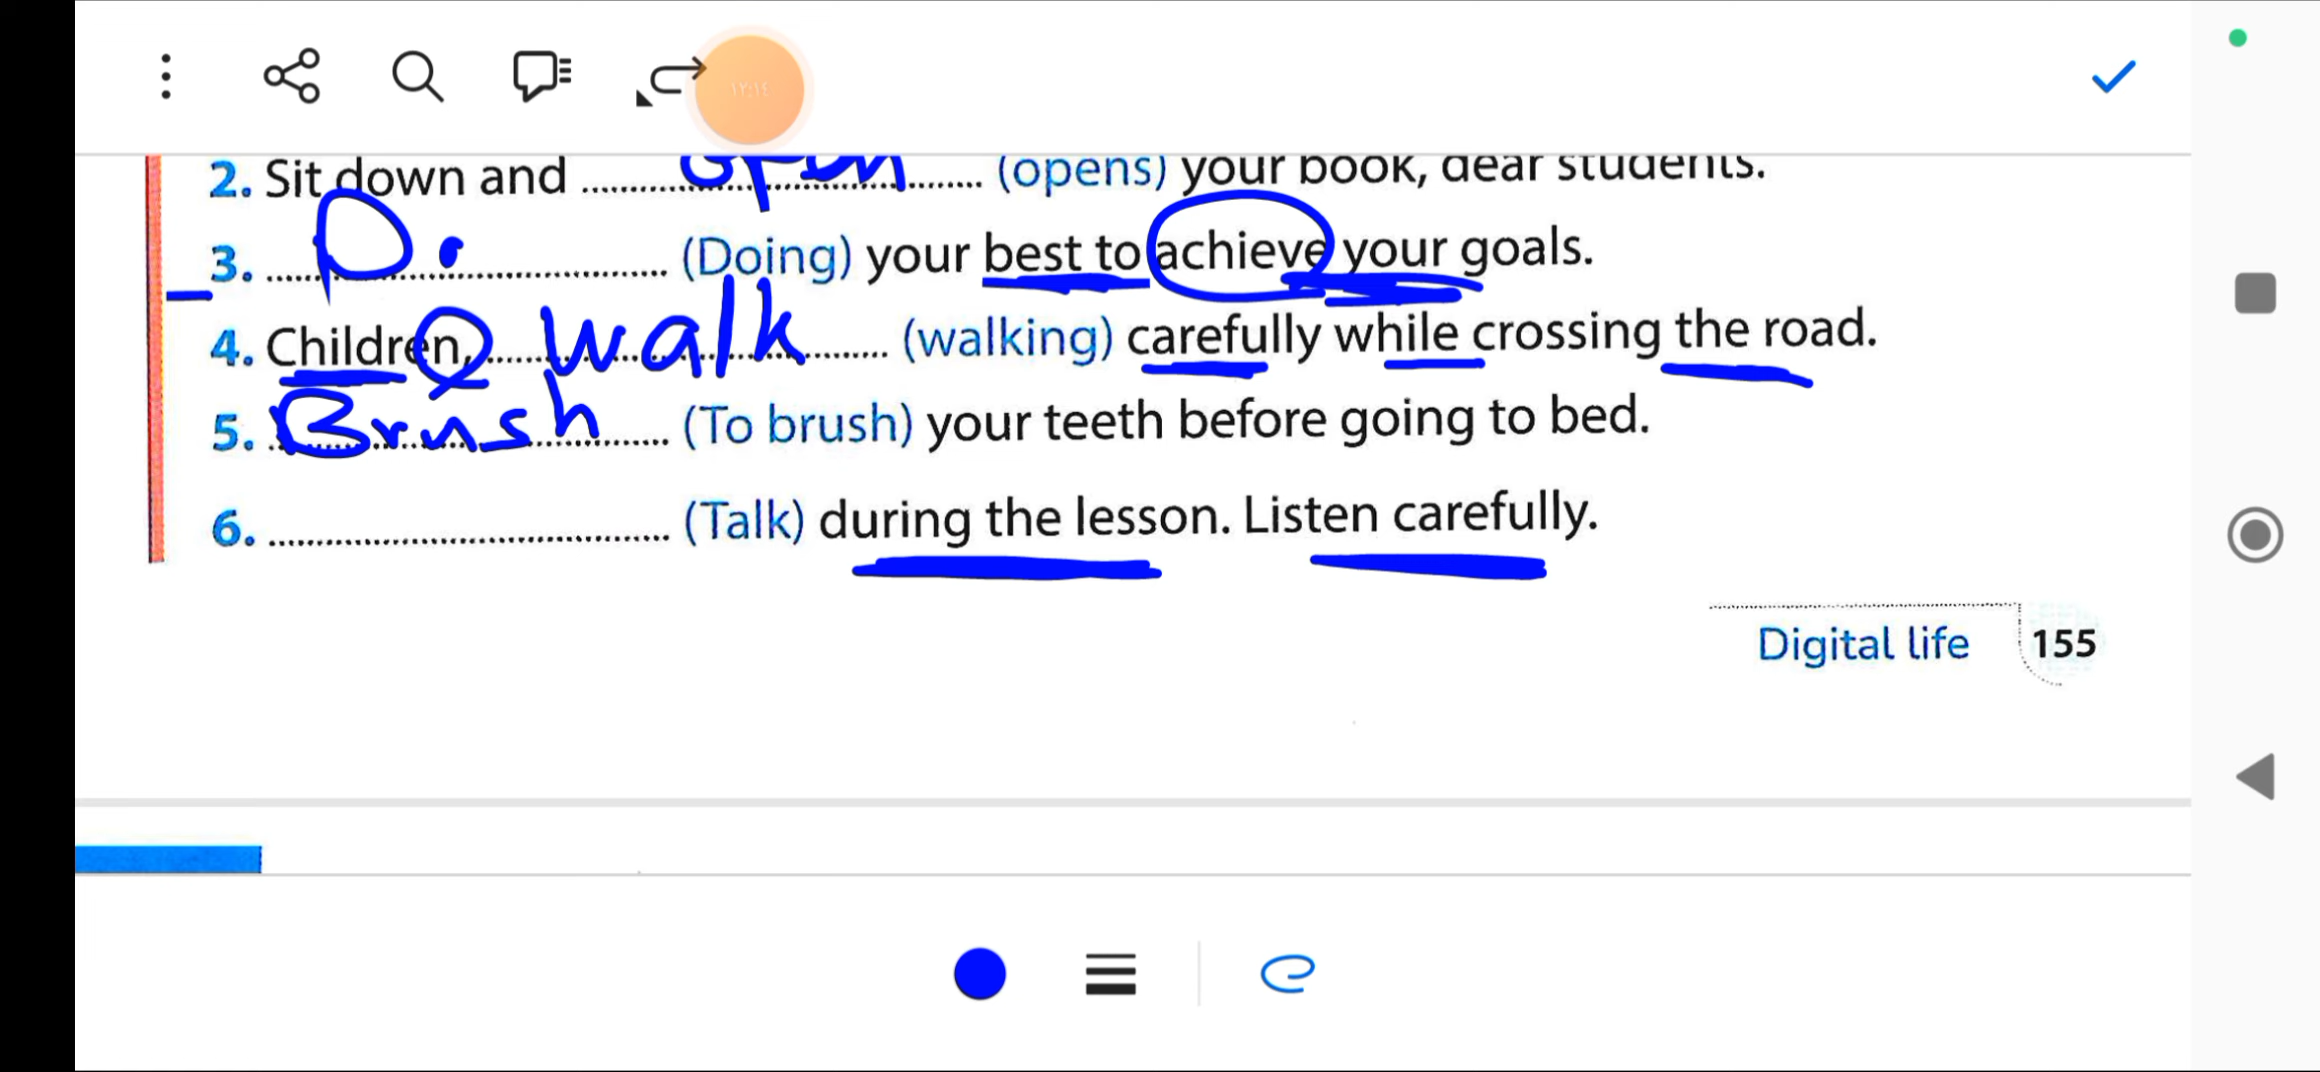 ١٢:١٤
2. Sit down and open (opens) your book, dear students.
3. Do (Doing) your best to achieve your goals.
4. Children, walk (walking) carefully while crossing the road.
5. Brush (To brush) your teeth before going to bed.
6. (Talk) during the lesson. Listen carefully.
Digital life 155